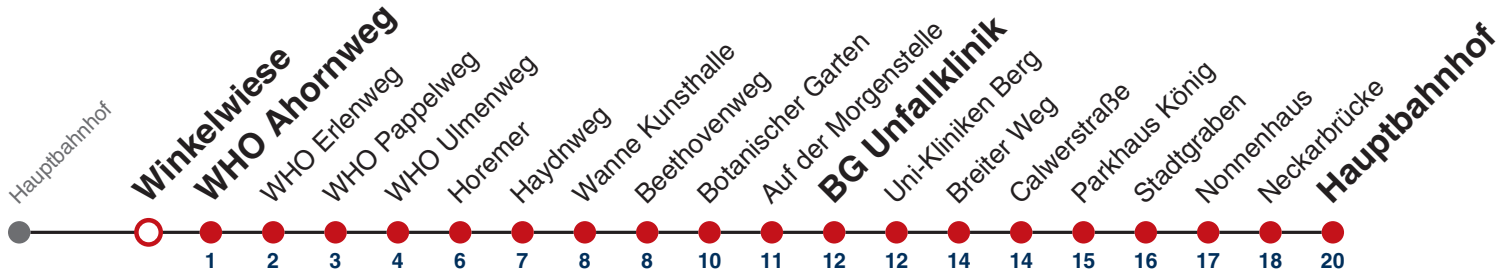 Hauptbahnhof
Winkelwiese
WHO Ahornweg
WHO Erlenweg
WHO Pappelweg
WHO Ulmenweg
Horemer
Haydnweg
Wanne Kunsthalle
Beethovenweg
Botanischer Garten
Auf der Morgenstelle
BG Unfallklinik
Uni-Kliniken Berg
Breiter Weg
Calwerstraße
Parkhaus König
Stadtgraben
Nonnenhaus
Neckarbrücke
Hauptbahnhof
1 2 3 4 6 7 8 8 10 11 12 12 14 14 15 16 17 18 20